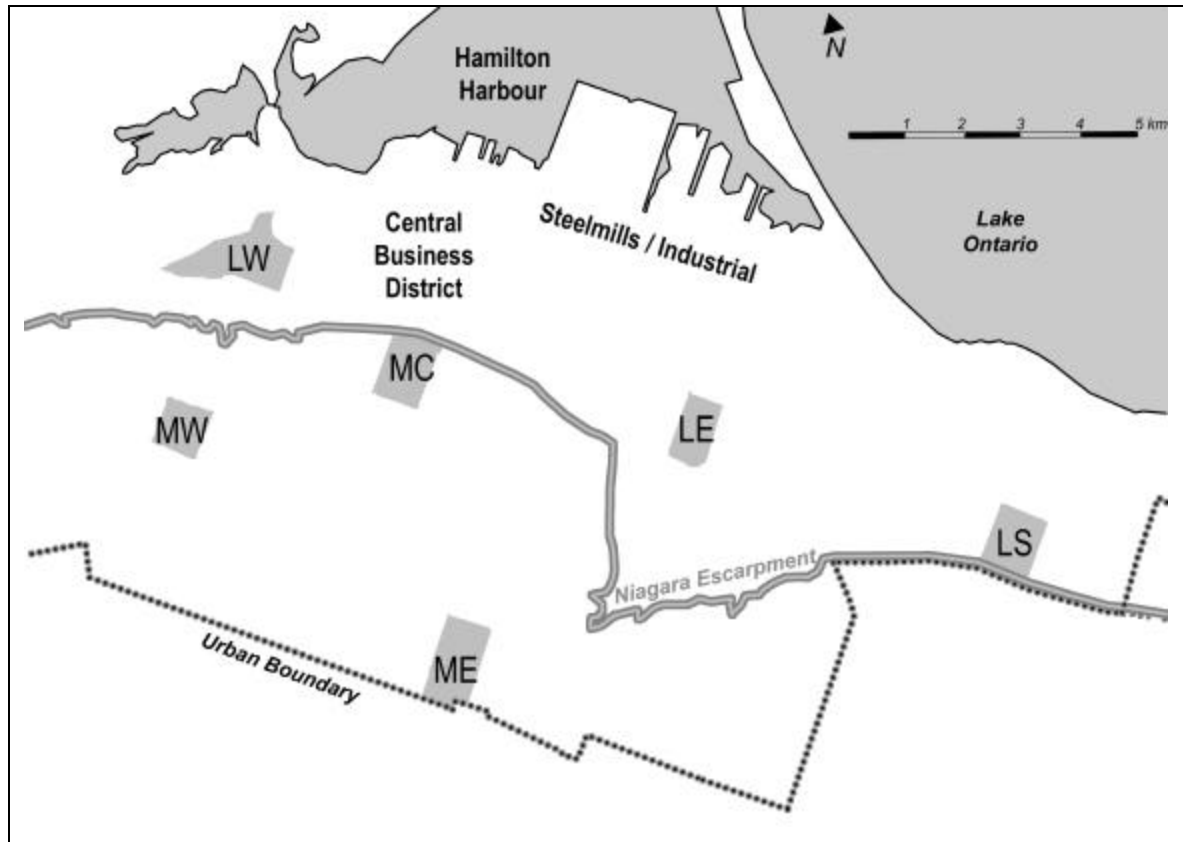 N
Hamilton
Harbour
1 2 3 4 5 km
Lake
Ontario
Steelmills / Industrial
Central
Business
District
LW
MC
MW
LE
LS
Niagara Escarpment
ME
Urban Boundary